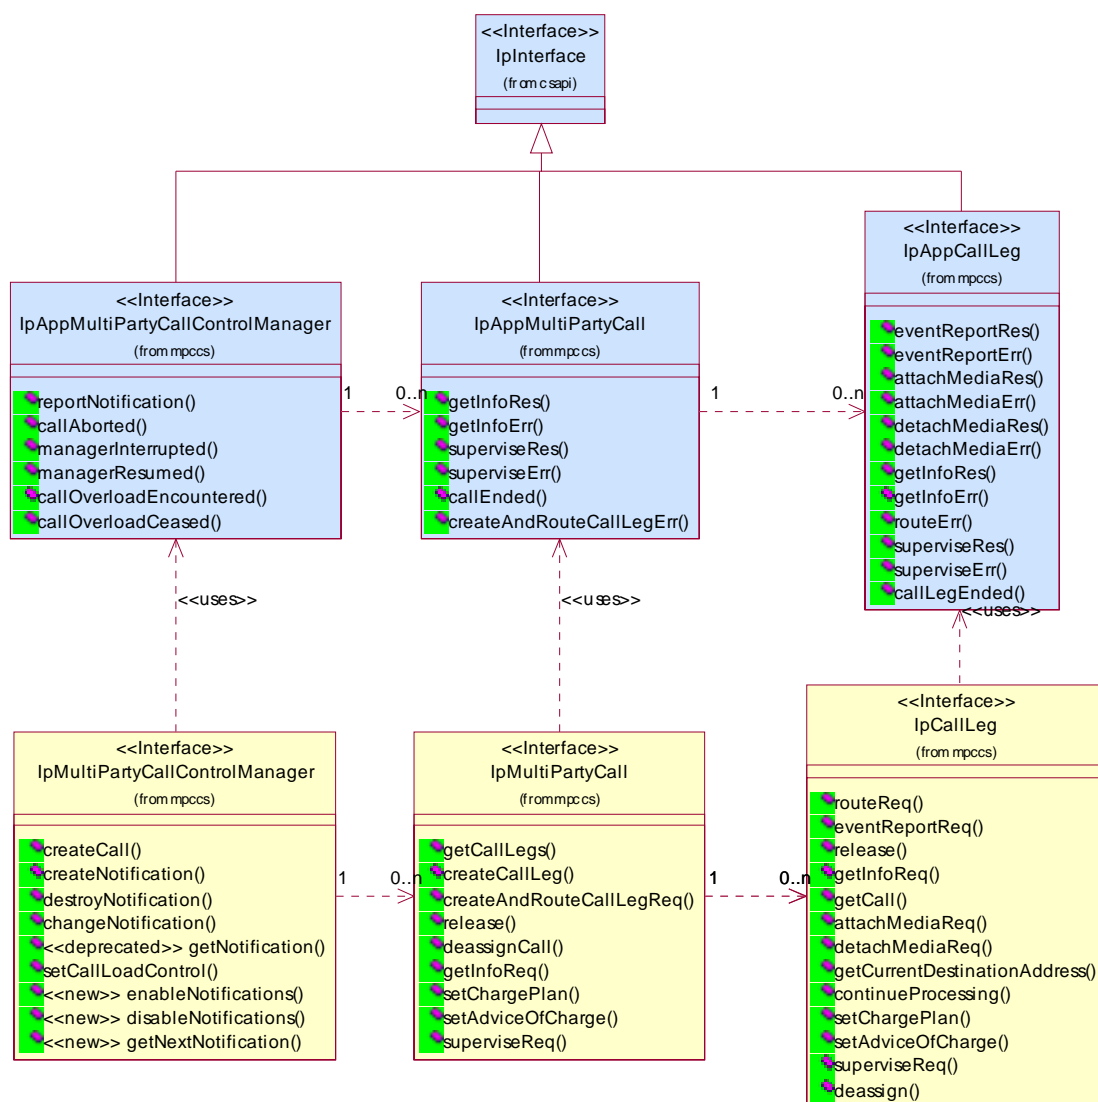 <<Interface>>
IpInterface
(from csapi)
<<Interface>>
IpAppCallLeg
(from mpccs)
eventReportRes()
eventReportErr()
attachMediaRes()
attachMediaErr()
detachMediaRes()
detachMediaErr()
getInfoRes()
getInfoErr()
routeErr()
superviseRes()
superviseErr()
callLegEnded()
<<Interface>>
IpAppMultiPartyCallControlManager
(from mpccs)
reportNotification()
callAborted()
managerInterrupted()
managerResumed()
callOverloadEncountered()
callOverloadCeased()
1
0..n
<<Interface>>
IpAppMultiPartyCall
(from mpccs)
getInfoRes()
getInfoErr()
superviseRes()
superviseErr()
callEnded()
createAndRouteCallLegErr()
1
0..n
<<uses>>
<<uses>>
<<uses>>
<<Interface>>
IpMultiPartyCallControlManager
(from mpccs)
createCall()
createNotification()
destroyNotification()
changeNotification()
<<deprecated>> getNotification()
setCallLoadControl()
<<new>> enableNotifications()
<<new>> disableNotifications()
<<new>> getNextNotification()
1
0..n
<<Interface>>
IpMultiPartyCall
(from mpccs)
getCallLegs()
createCallLeg()
createAndRouteCallLegReq()
release()
deassignCall()
getInfoReq()
setChargePlan()
setAdviceOfCharge()
superviseReq()
1
0..n
<<Interface>>
IpCallLeg
(from mpccs)
routeReq()
eventReportReq()
release()
getInfoReq()
getCall()
attachMediaReq()
detachMediaReq()
getCurrentDestinationAddress()
continueProcessing()
setChargePlan()
setAdviceOfCharge()
superviseReq()
deassign()